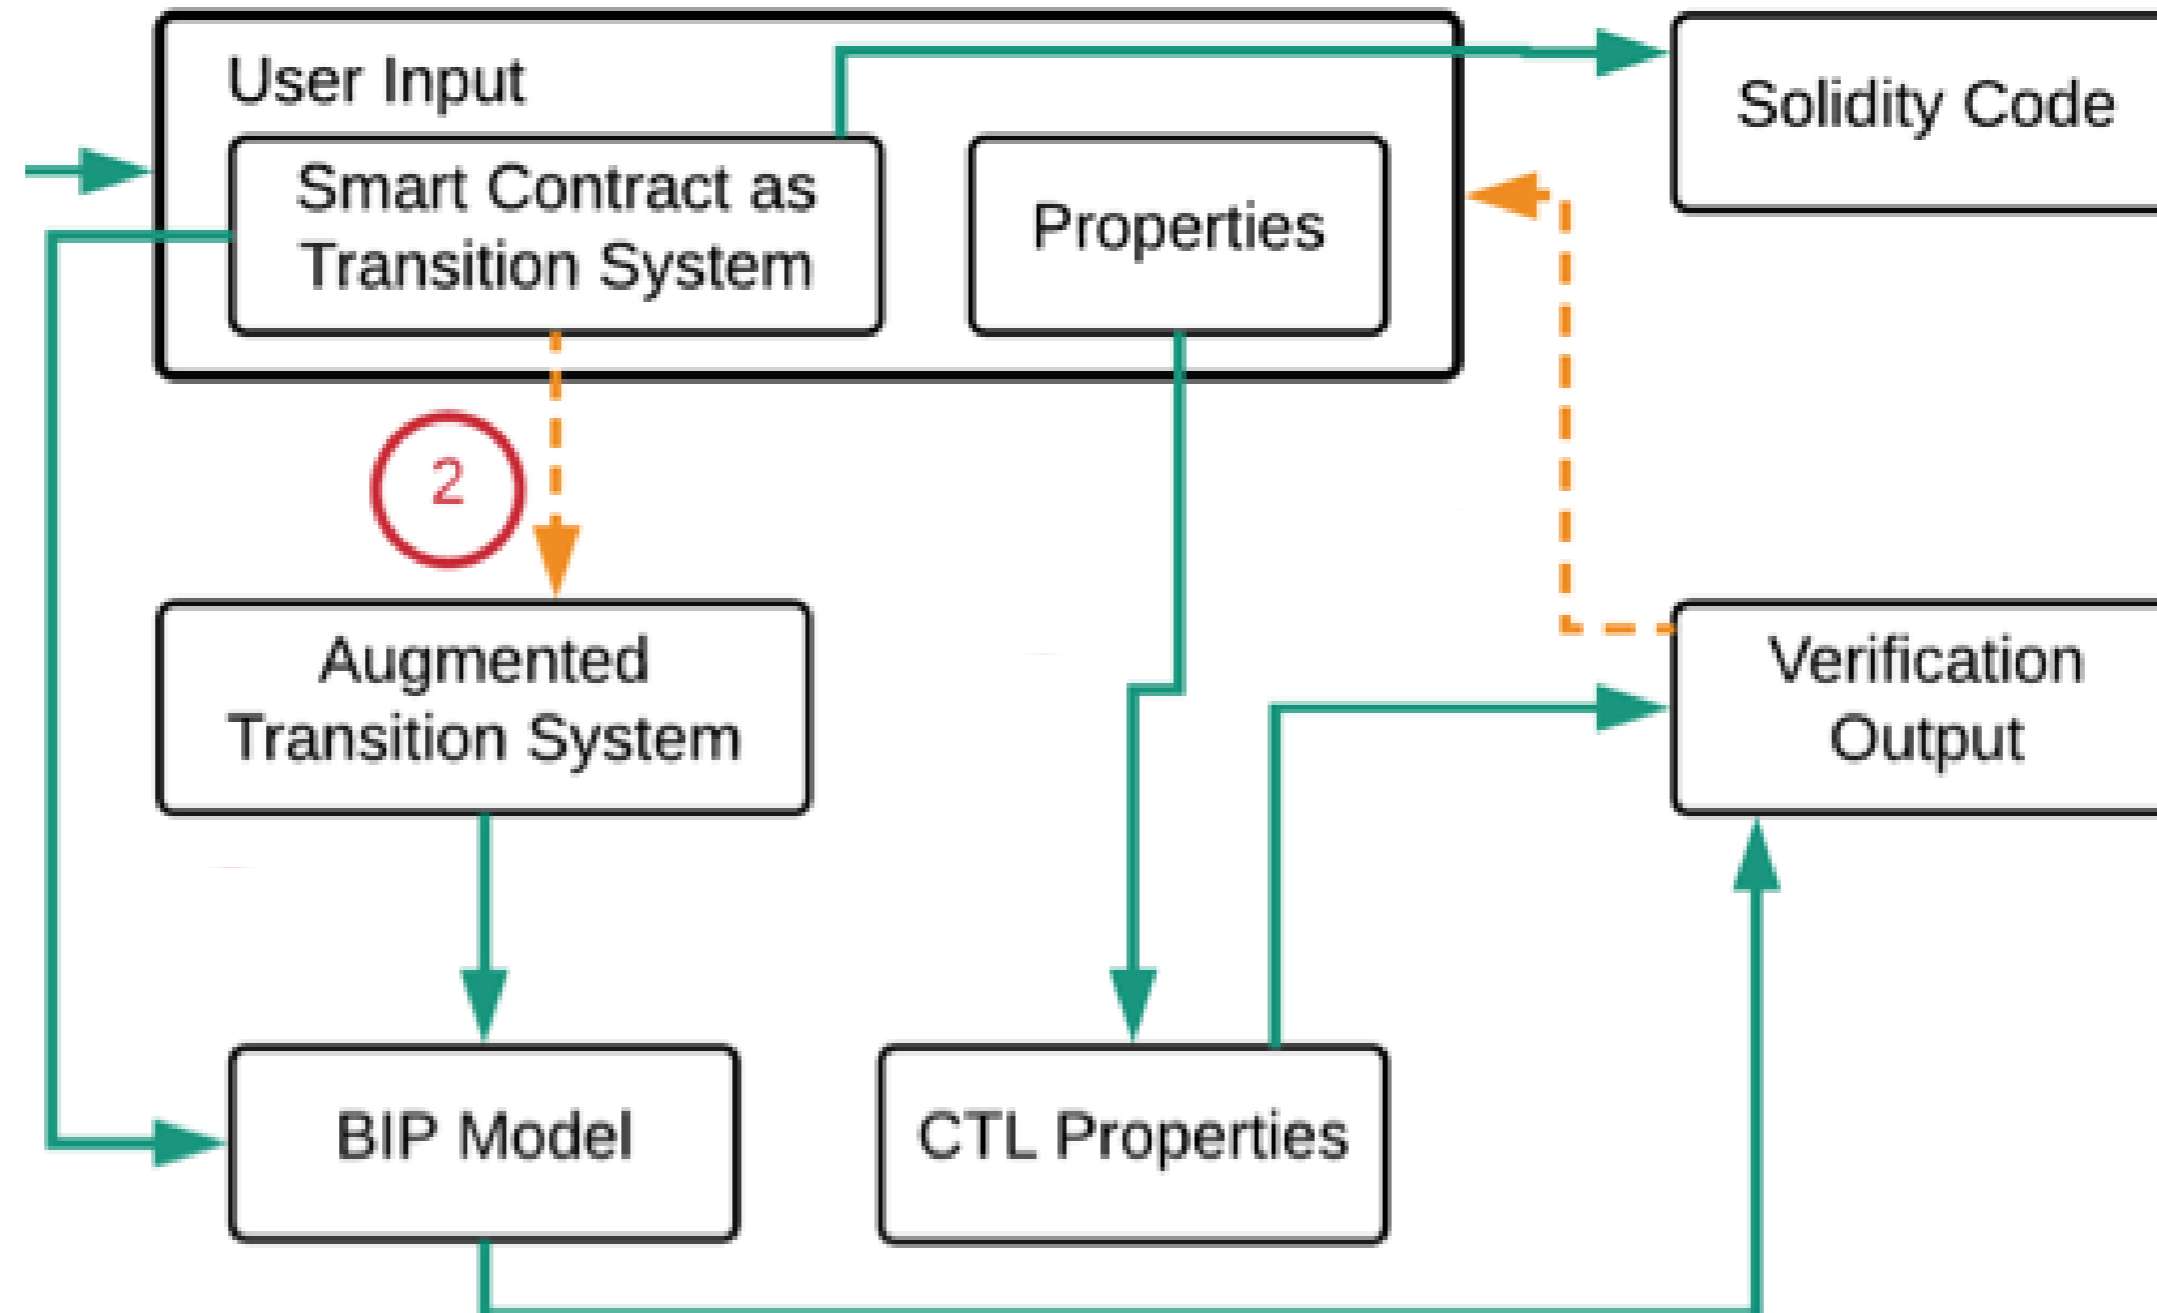 User Input
Solidity Code
Smart Contract as
Transition System
Properties
2
Augmented
Transition System
Verification
Output
BIP Model
CTL Properties